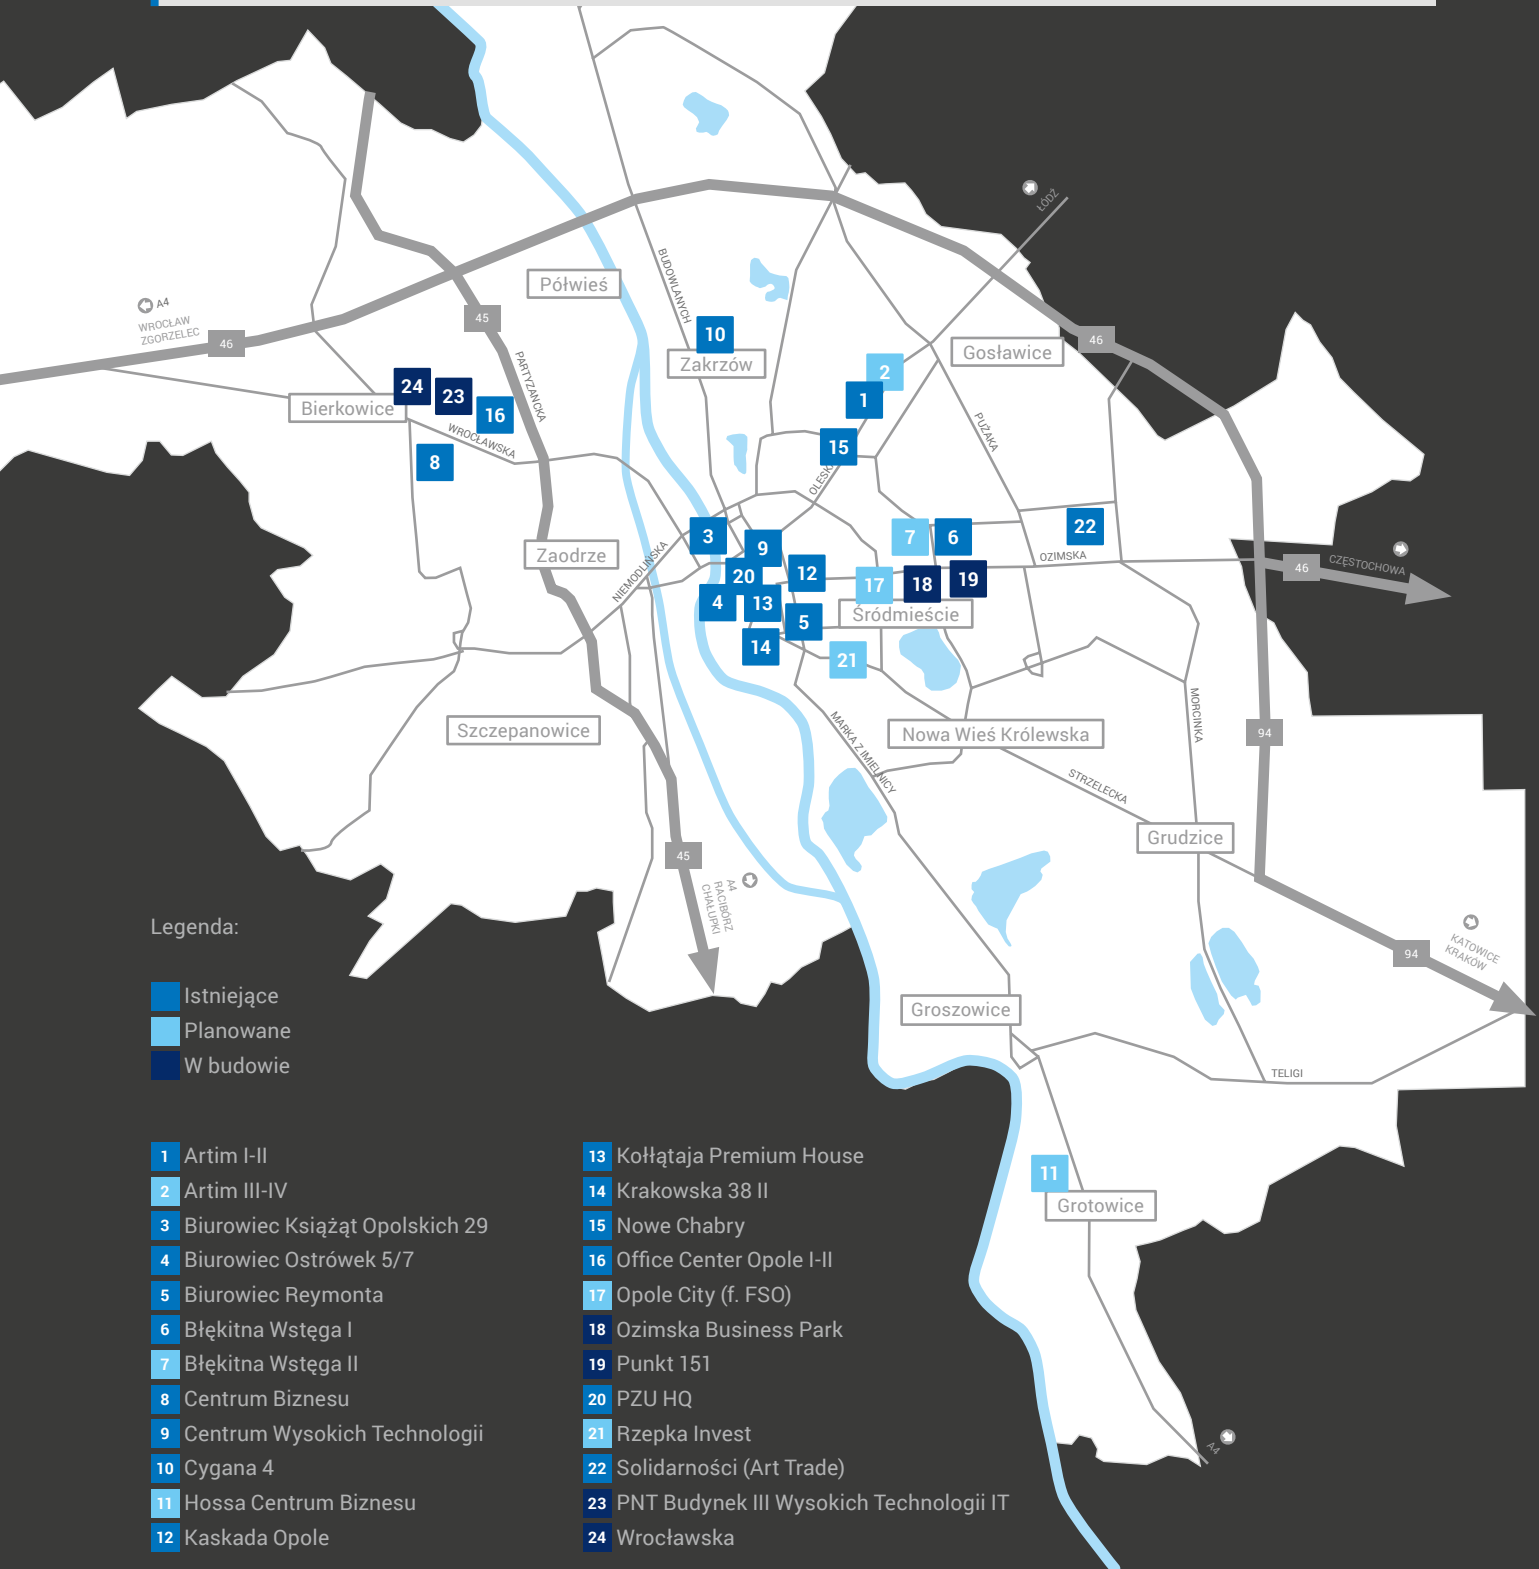 ŁÓDŹ
BUDOWLANYCH
Półwieś
A4
WROCŁAW
ZGORZELEC
46
45
10
Zakrzów
Gosławice
46
PARTYZANCKA
2
24
23
16
1
Bierkowice
WROCŁAWSKA
PUŻAKA
15
8
OLESKA
3
9
7
6
22
Zaodrze
NIEMODLIŃSKA
OZIMSKA
46
CZĘSTOCHOWA
20
12
17
18
19
4
13
5
Śródmieście
14
21
Szczepanowice
MARKA Z IMIELNICY
Nowa Wieś Królewska
MORCINKA
94
STRZELECKA
Grudzice
45
A4
RACIBÓRZ
CHAŁUPKI
94
KATOWICE
KRAKÓW
Groszowice
TELIGI
11
Grotowice
A4
Legenda:
Istniejące
Planowane
W budowie
1 Artim I-II
2 Artim III-IV
3 Biurowiec Książąt Opolskich 29
4 Biurowiec Ostrówek 5/7
5 Biurowiec Reymonta
6 Błękitna Wstęga I
7 Błękitna Wstęga II
8 Centrum Biznesu
9 Centrum Wysokich Technologii
10 Cygana 4
11 Hossa Centrum Biznesu
12 Kaskada Opole
13 Kołłątaja Premium House
14 Krakowska 38 II
15 Nowe Chabry
16 Office Center Opole I-II
17 Opole City (f. FSO)
18 Ozimska Business Park
19 Punkt 151
20 PZU HQ
21 Rzepka Invest
22 Solidarności (Art Trade)
23 PNT Budynek III Wysokich Technologii IT
24 Wrocławska